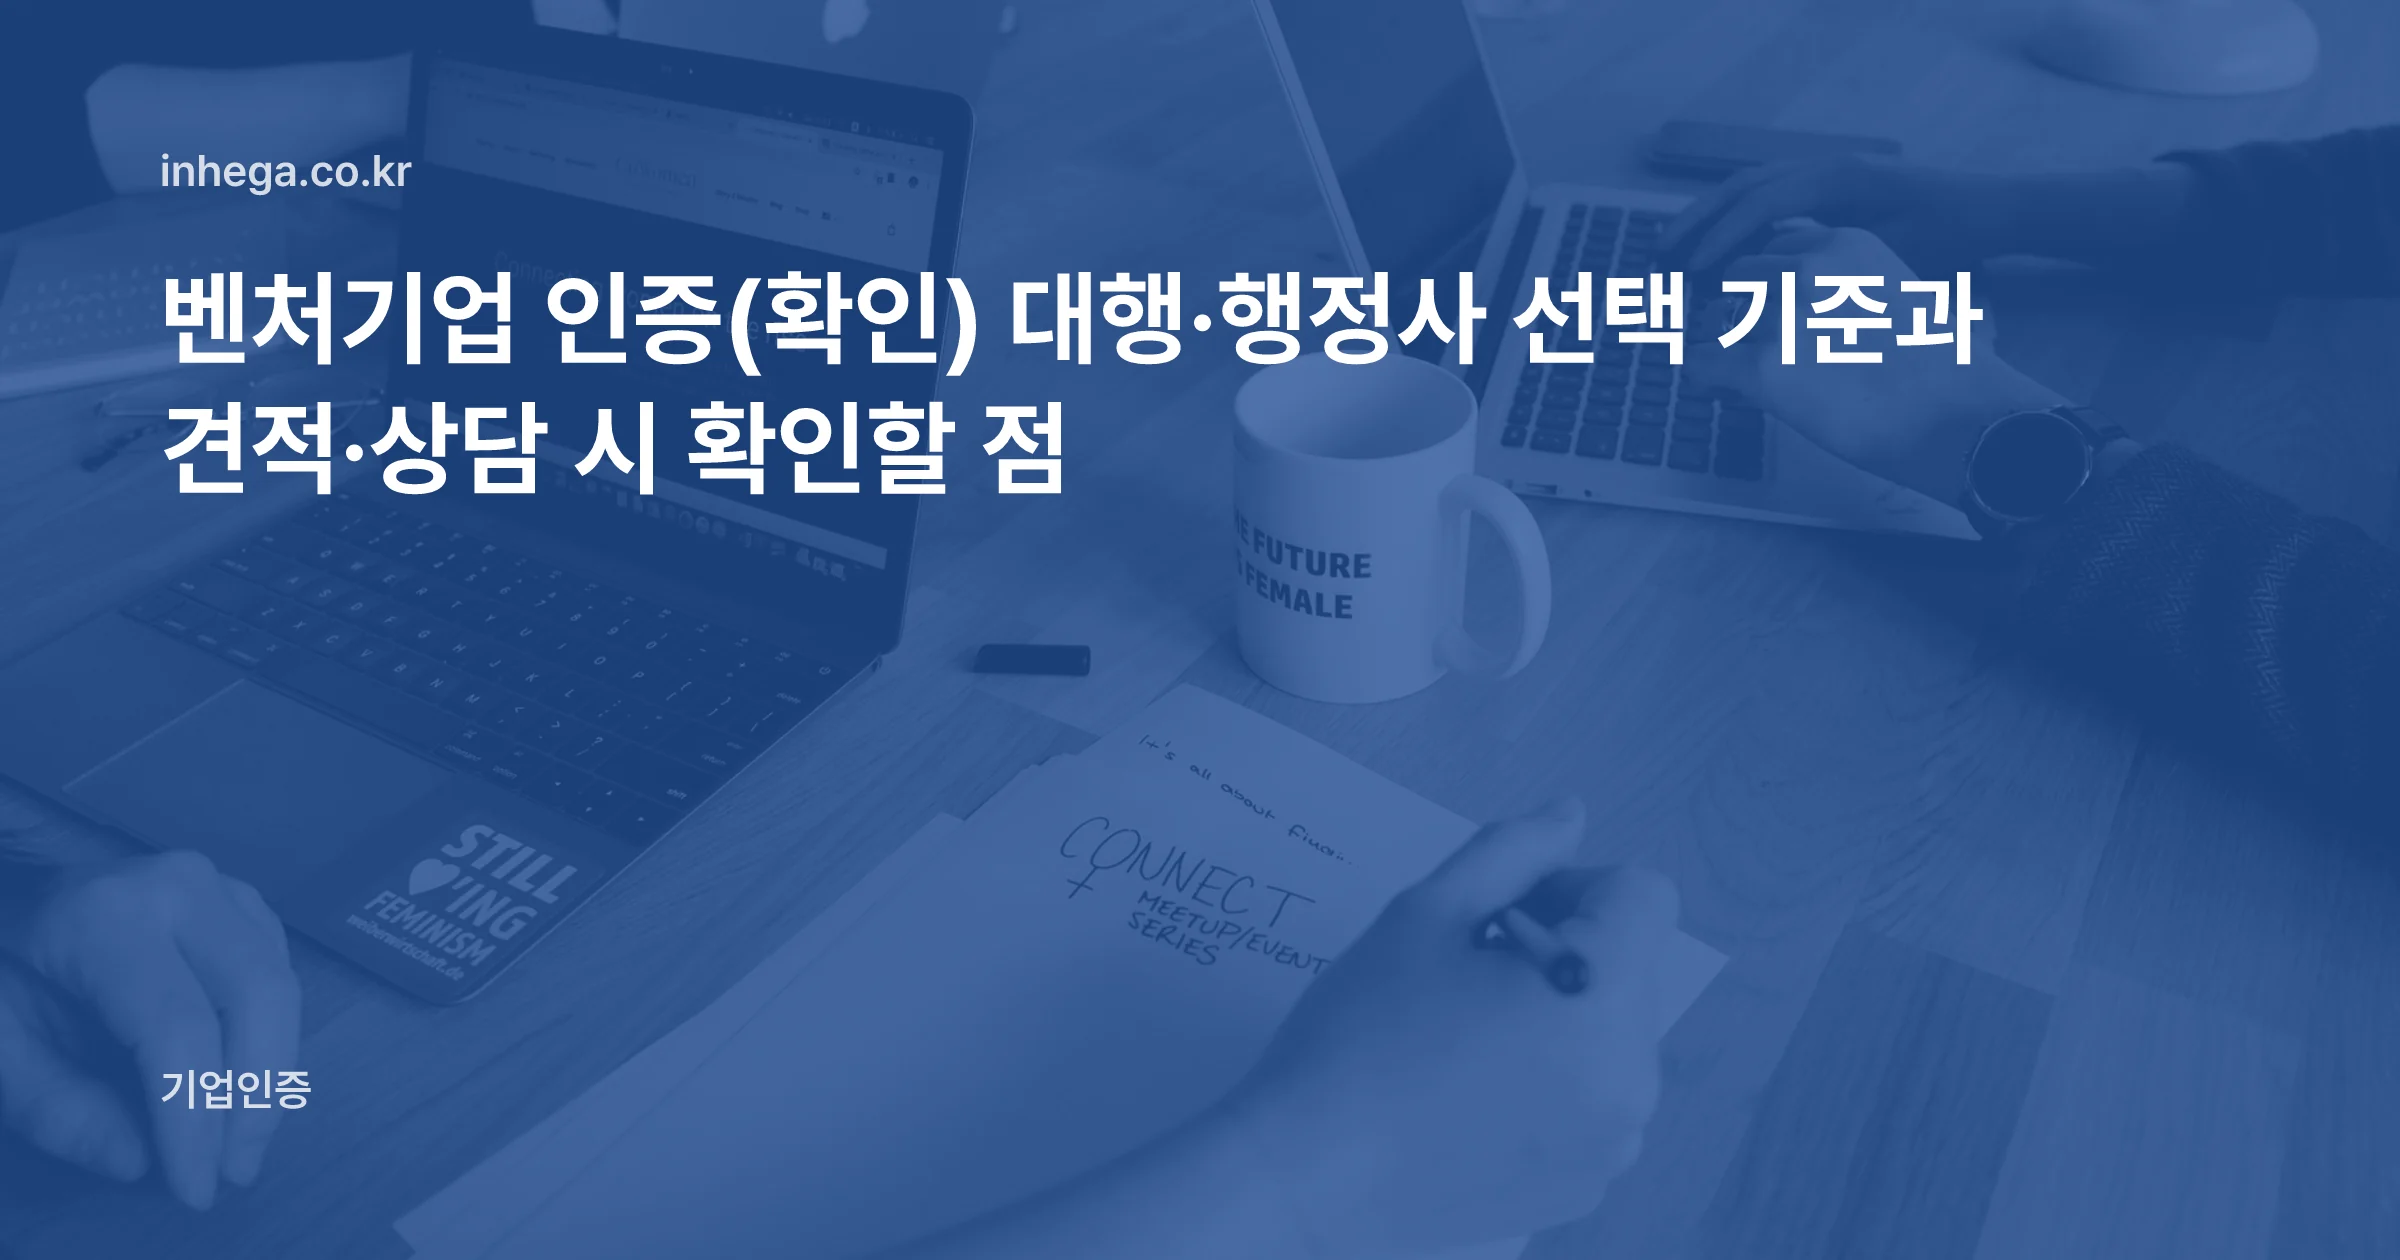 inhega.co.kr
벤처기업 인증(확인) 대행·행정사 선택 기준과
견적·상담 시 확인할 점
FUTURE
FEMALE
It's all about
CONNECT
MEETUP/EVENT
SERIES
STILL
'ING
FEMINISM
weiberwirtschaft.de
기업인증